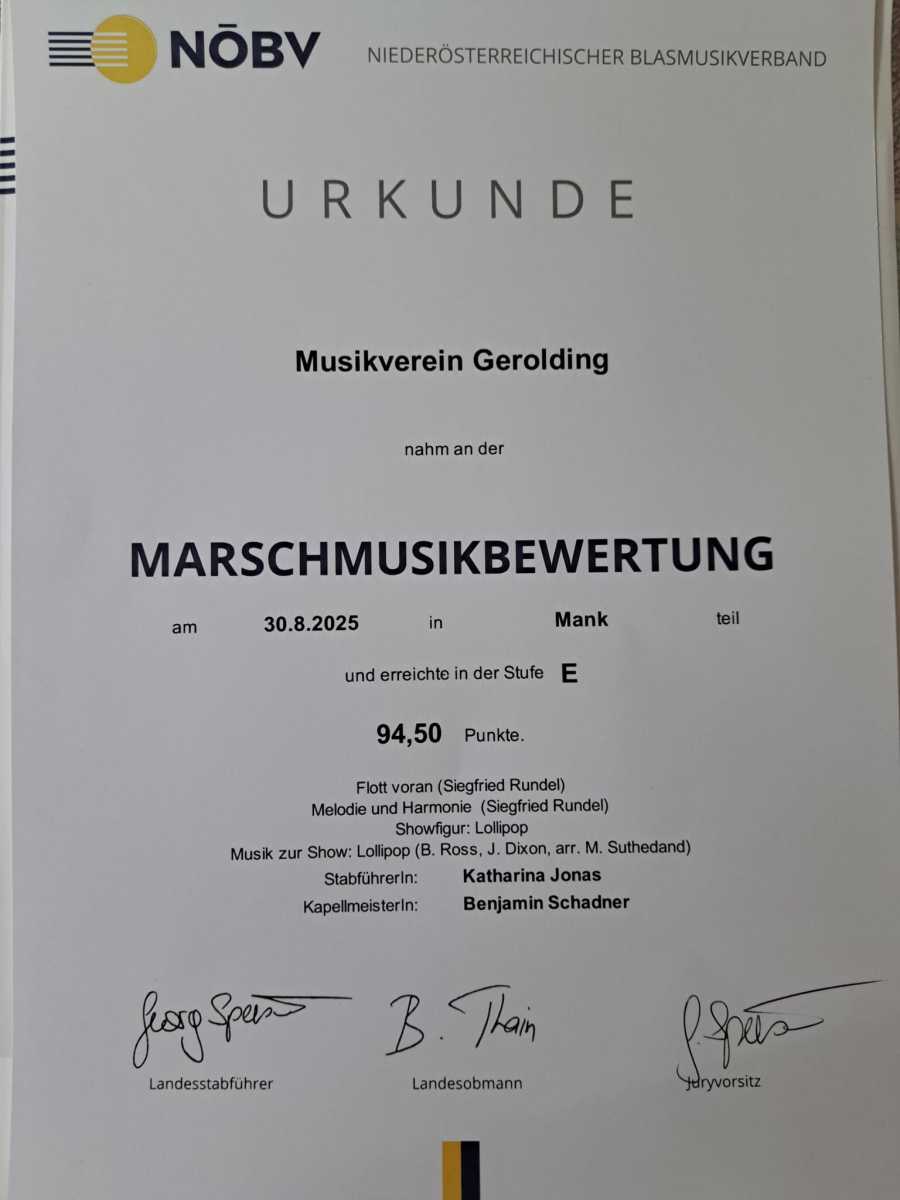 NÖBV NIEDERÖSTERREICHISCHER BLASMUSIKVERBAND
URKUNDE
Musikverein Gerolding
nahm an der
MARSCHMUSIKBEWERTUNG
am 30.8.2025 in Mank teil
und erreichte in der Stufe E
94,50 Punkte.
Flott voran (Siegfried Rundel)
Melodie und Harmonie (Siegfried Rundel)
Showfigur: Lollipop
Musik zur Show: Lollipop (B. Ross, J. Dixon, arr. M. Suthedand)
StabführerIn: Katharina Jonas
KapellmeisterIn: Benjamin Schadner
Georg B. Thain G.
Landesstabführer Landesobmann Juryvorsitz